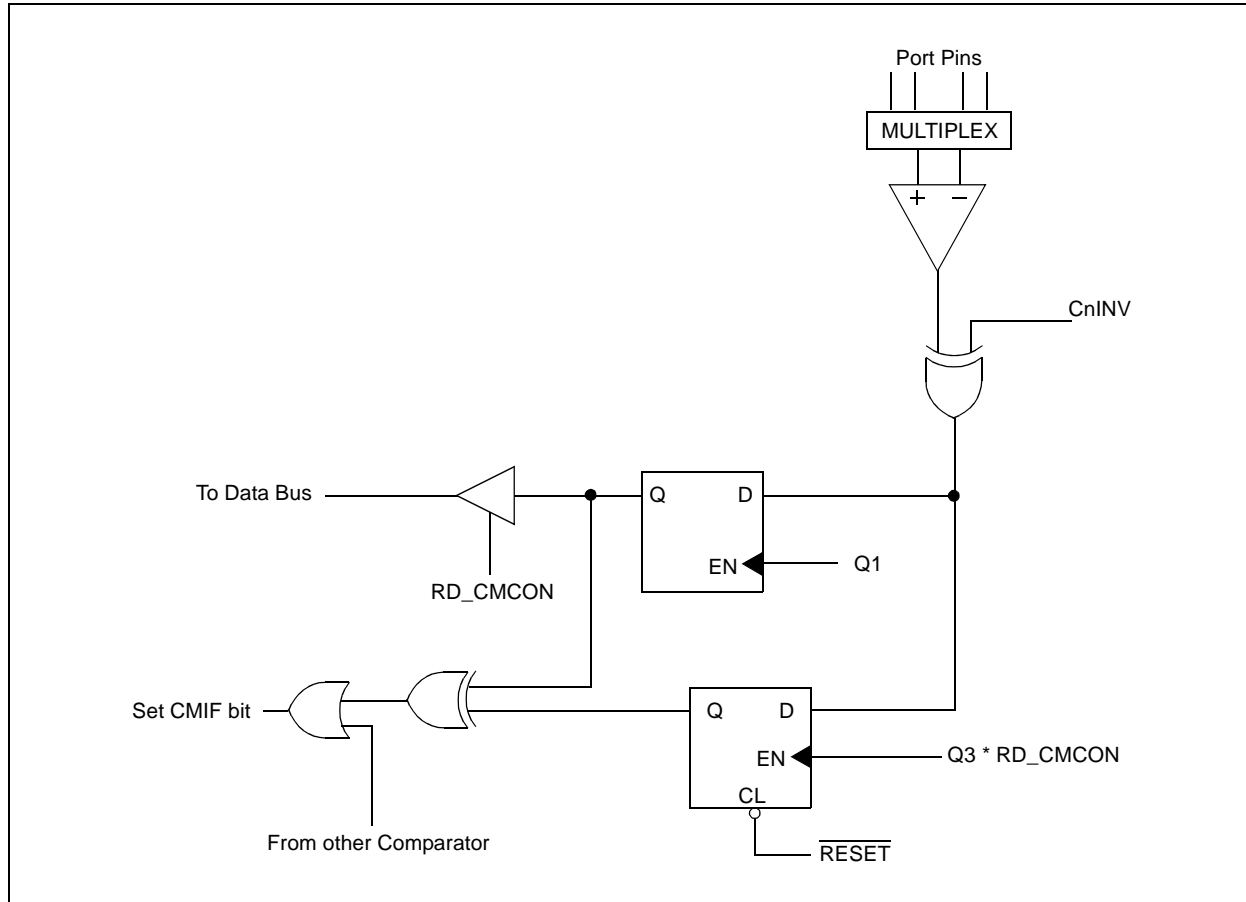 Port Pins
MULTIPLEX
+ −
CnINV
To Data Bus
Q D
EN
Q1
RD_CMCON
Set CMIF bit
Q D
EN
Q3 * RD_CMCON
CL
From other Comparator
RESET